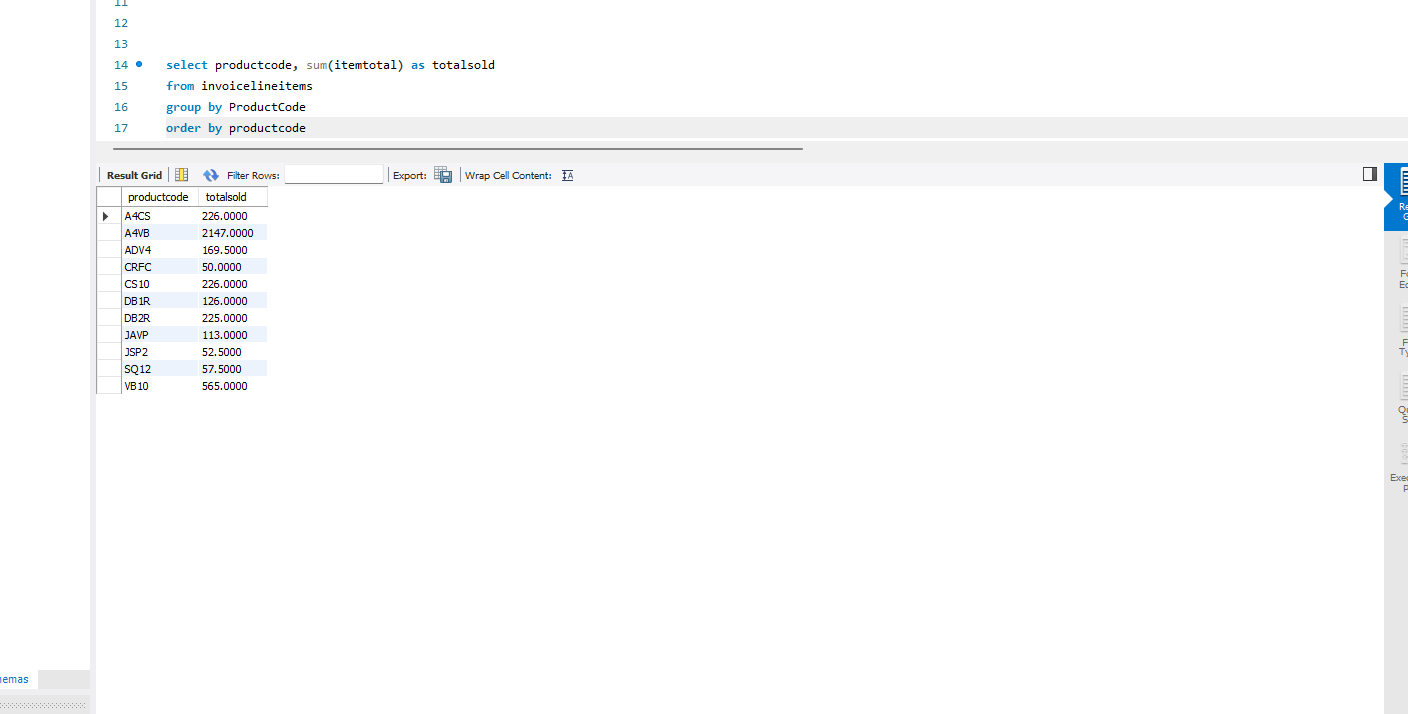 11
12
13
14 select productcode, sum(itemtotal) as totalsold
15 from invoicelineitems
16 group by ProductCode
17 order by productcode
Result Grid Filter Rows: Export: Wrap Cell Content: IA
productcode totalsold
A4CS 226.0000
A4VB 2147.0000
ADV4 169.5000
CRFC 50.0000
CS10 226.0000
DB1R 126.0000
DB2R 225.0000
JAVP 113.0000
JSP2 52.5000
SQ12 57.5000
VB10 565.0000